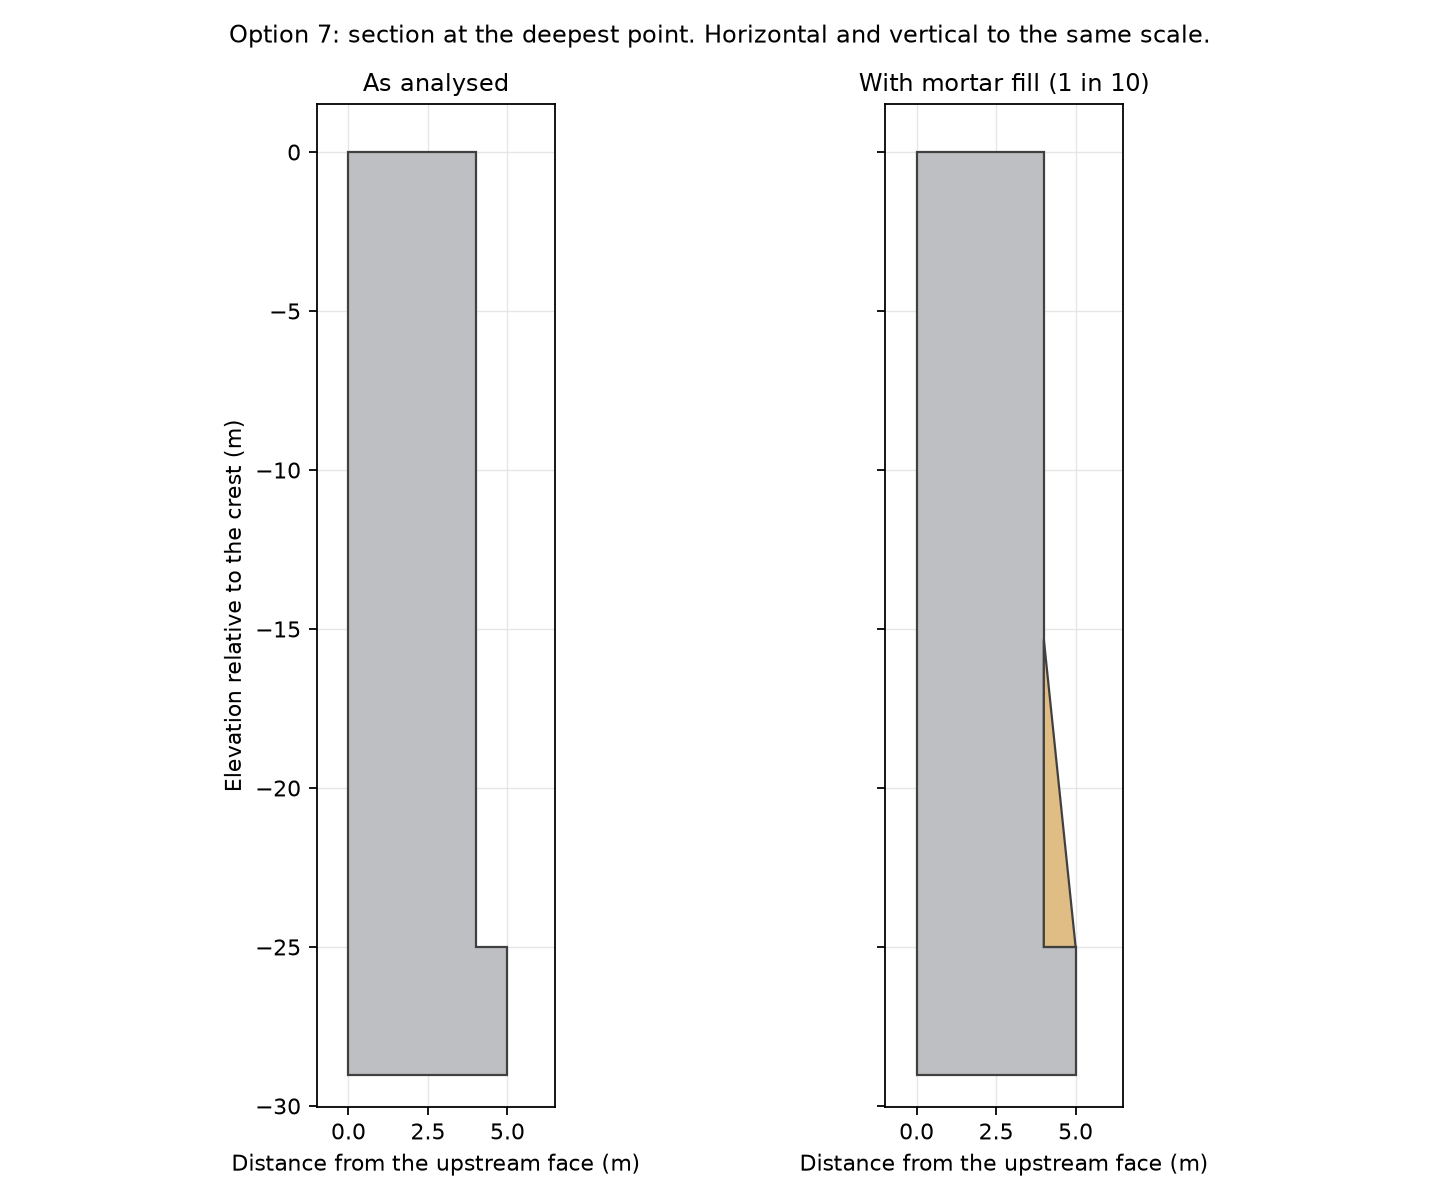 Option 7: section at the deepest point. Horizontal and vertical to the same scale.
As analysed
With mortar fill (1 in 10)
Elevation relative to the crest (m)
0
−5
−10
−15
−20
−25
−30
0.0 2.5 5.0
0.0 2.5 5.0
Distance from the upstream face (m)
Distance from the upstream face (m)